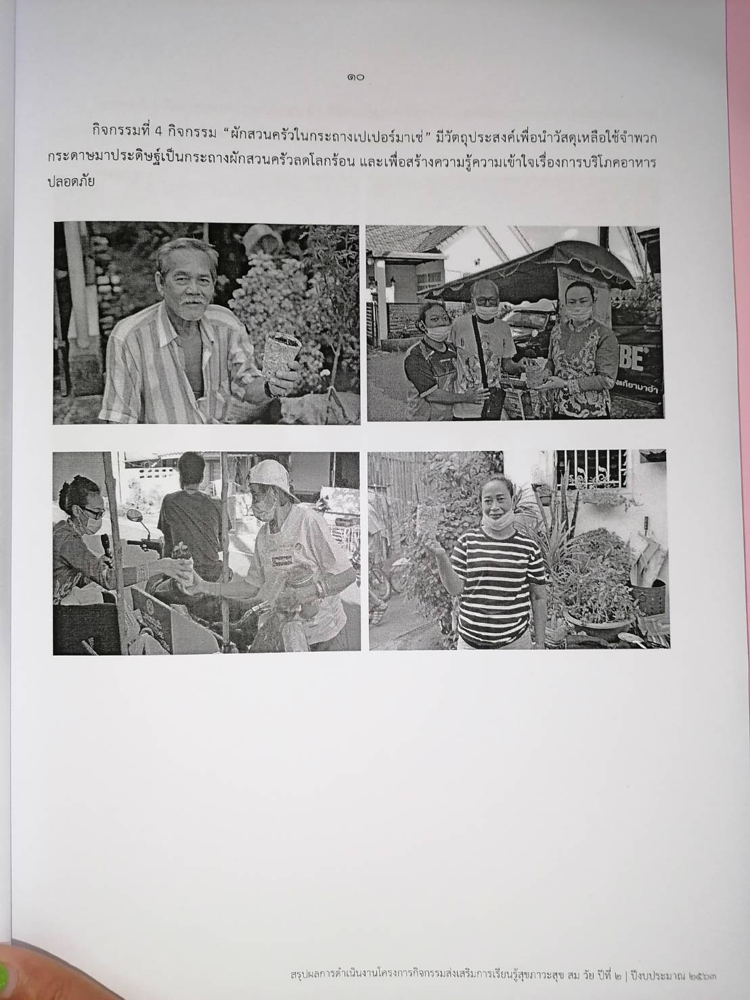 ๑๐
กิจกรรมที่ 4 กิจกรรม “ผักสวนครัวในกระถางเปเปอร์มาเช่” มีวัตถุประสงค์เพื่อนำวัสดุเหลือใช้จำพวก
กระดาษมาประดิษฐ์เป็นกระถางผักสวนครัวลดโลกร้อน และเพื่อสร้างความรู้ความเข้าใจเรื่องการบริโภคอาหาร
ปลอดภัย
BE
แท้ยามาฮ่า
สรุปผลการดำเนินงานโครงการกิจกรรมส่งเสริมการเรียนรู้สุขภาวะสุข สม วัย ปีที่ ๒ | ปีงบประมาณ ๒๕๖๓